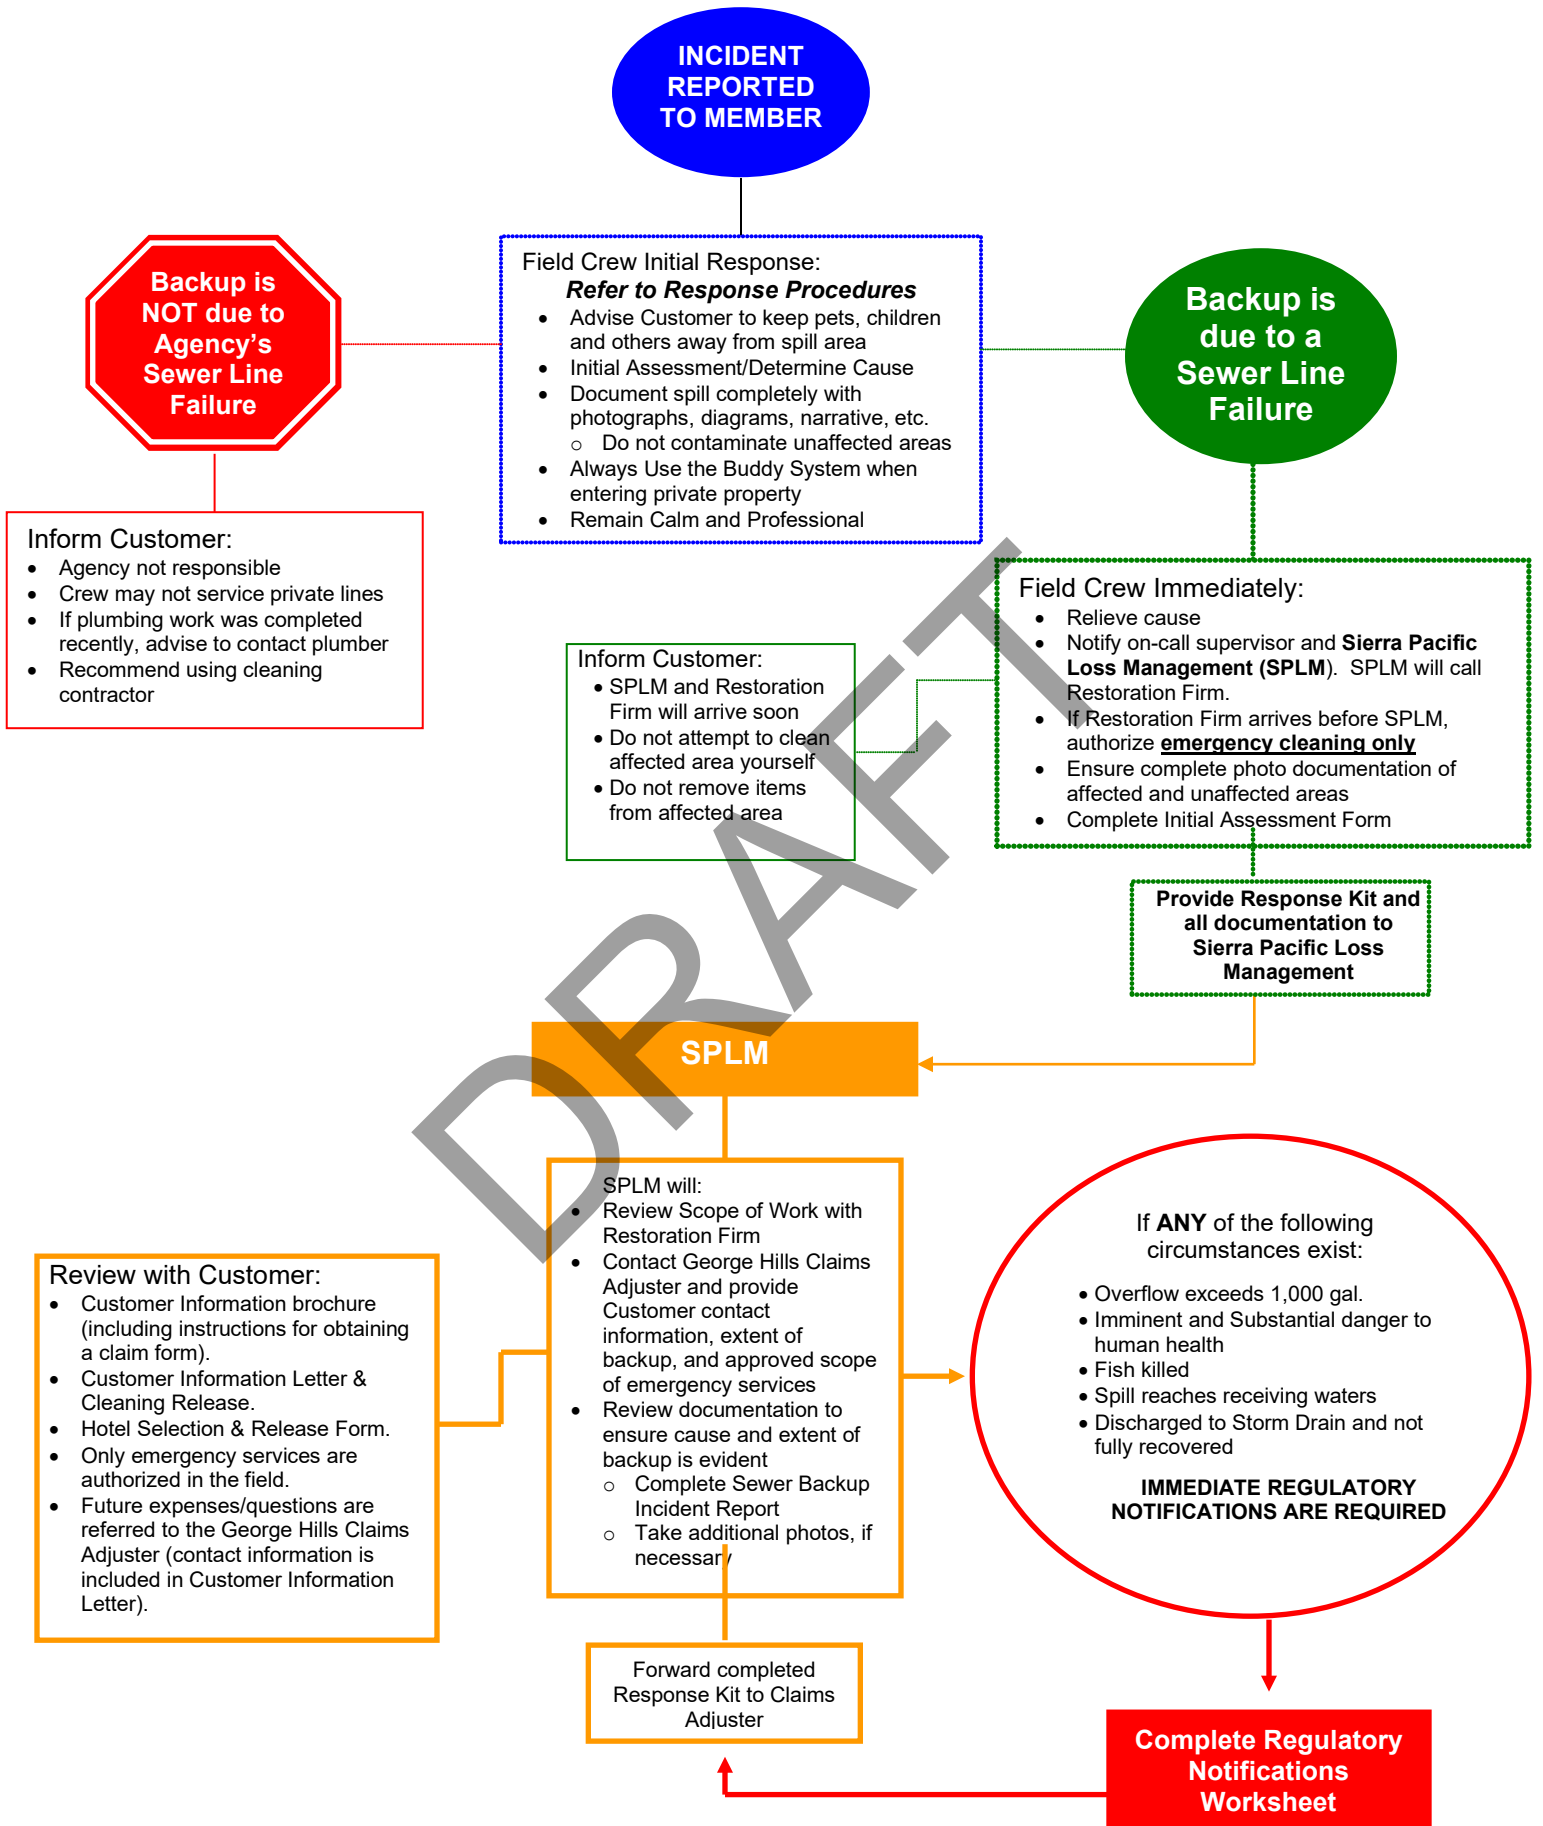 INCIDENT
REPORTED
TO MEMBER
Backup is
NOT due to
Agency’s
Sewer Line
Failure
Field Crew Initial Response:
Refer to Response Procedures
• Advise Customer to keep pets, children
and others away from spill area
• Initial Assessment/Determine Cause
• Document spill completely with
photographs, diagrams, narrative, etc.
o Do not contaminate unaffected areas
• Always Use the Buddy System when
entering private property
• Remain Calm and Professional
Backup is
due to a
Sewer Line
Failure
Inform Customer:
• Agency not responsible
• Crew may not service private lines
• If plumbing work was completed
recently, advise to contact plumber
• Recommend using cleaning
contractor
Inform Customer:
• SPLM and Restoration
Firm will arrive soon
• Do not attempt to clean
affected area yourself
• Do not remove items
from affected area
Field Crew Immediately:
• Relieve cause
• Notify on-call supervisor and Sierra Pacific
Loss Management (SPLM). SPLM will call
Restoration Firm.
• If Restoration Firm arrives before SPLM,
authorize emergency cleaning only
• Ensure complete photo documentation of
affected and unaffected areas
• Complete Initial Assessment Form
Provide Response Kit and
all documentation to
Sierra Pacific Loss
Management
DRAFT
SPLM
SPLM will:
• Review Scope of Work with
Restoration Firm
• Contact George Hills Claims
Adjuster and provide
Customer contact
information, extent of
backup, and approved scope
of emergency services
• Review documentation to
ensure cause and extent of
backup is evident
o Complete Sewer Backup
Incident Report
o Take additional photos, if
necessary
Review with Customer:
• Customer Information brochure
(including instructions for obtaining
a claim form).
• Customer Information Letter &
Cleaning Release.
• Hotel Selection & Release Form.
• Only emergency services are
authorized in the field.
• Future expenses/questions are
referred to the George Hills Claims
Adjuster (contact information is
included in Customer Information
Letter).
If ANY of the following
circumstances exist:
• Overflow exceeds 1,000 gal.
• Imminent and Substantial danger to
human health
• Fish killed
• Spill reaches receiving waters
• Discharged to Storm Drain and not
fully recovered
IMMEDIATE REGULATORY
NOTIFICATIONS ARE REQUIRED
Forward completed
Response Kit to Claims
Adjuster
Complete Regulatory
Notifications
Worksheet